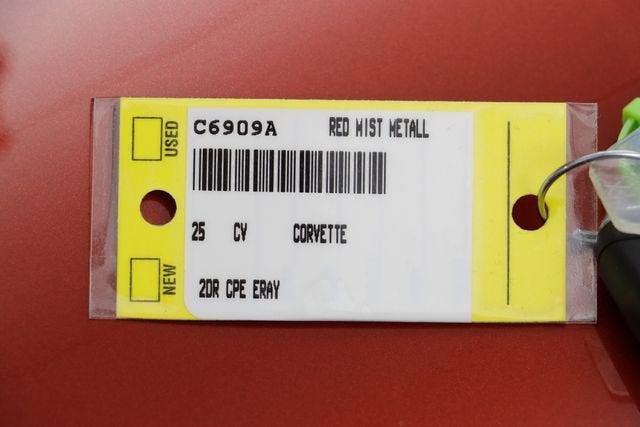 USED
C6909A RED MIST METALL
25 CV CORVETTE
NEW
2DR CPE ERAY